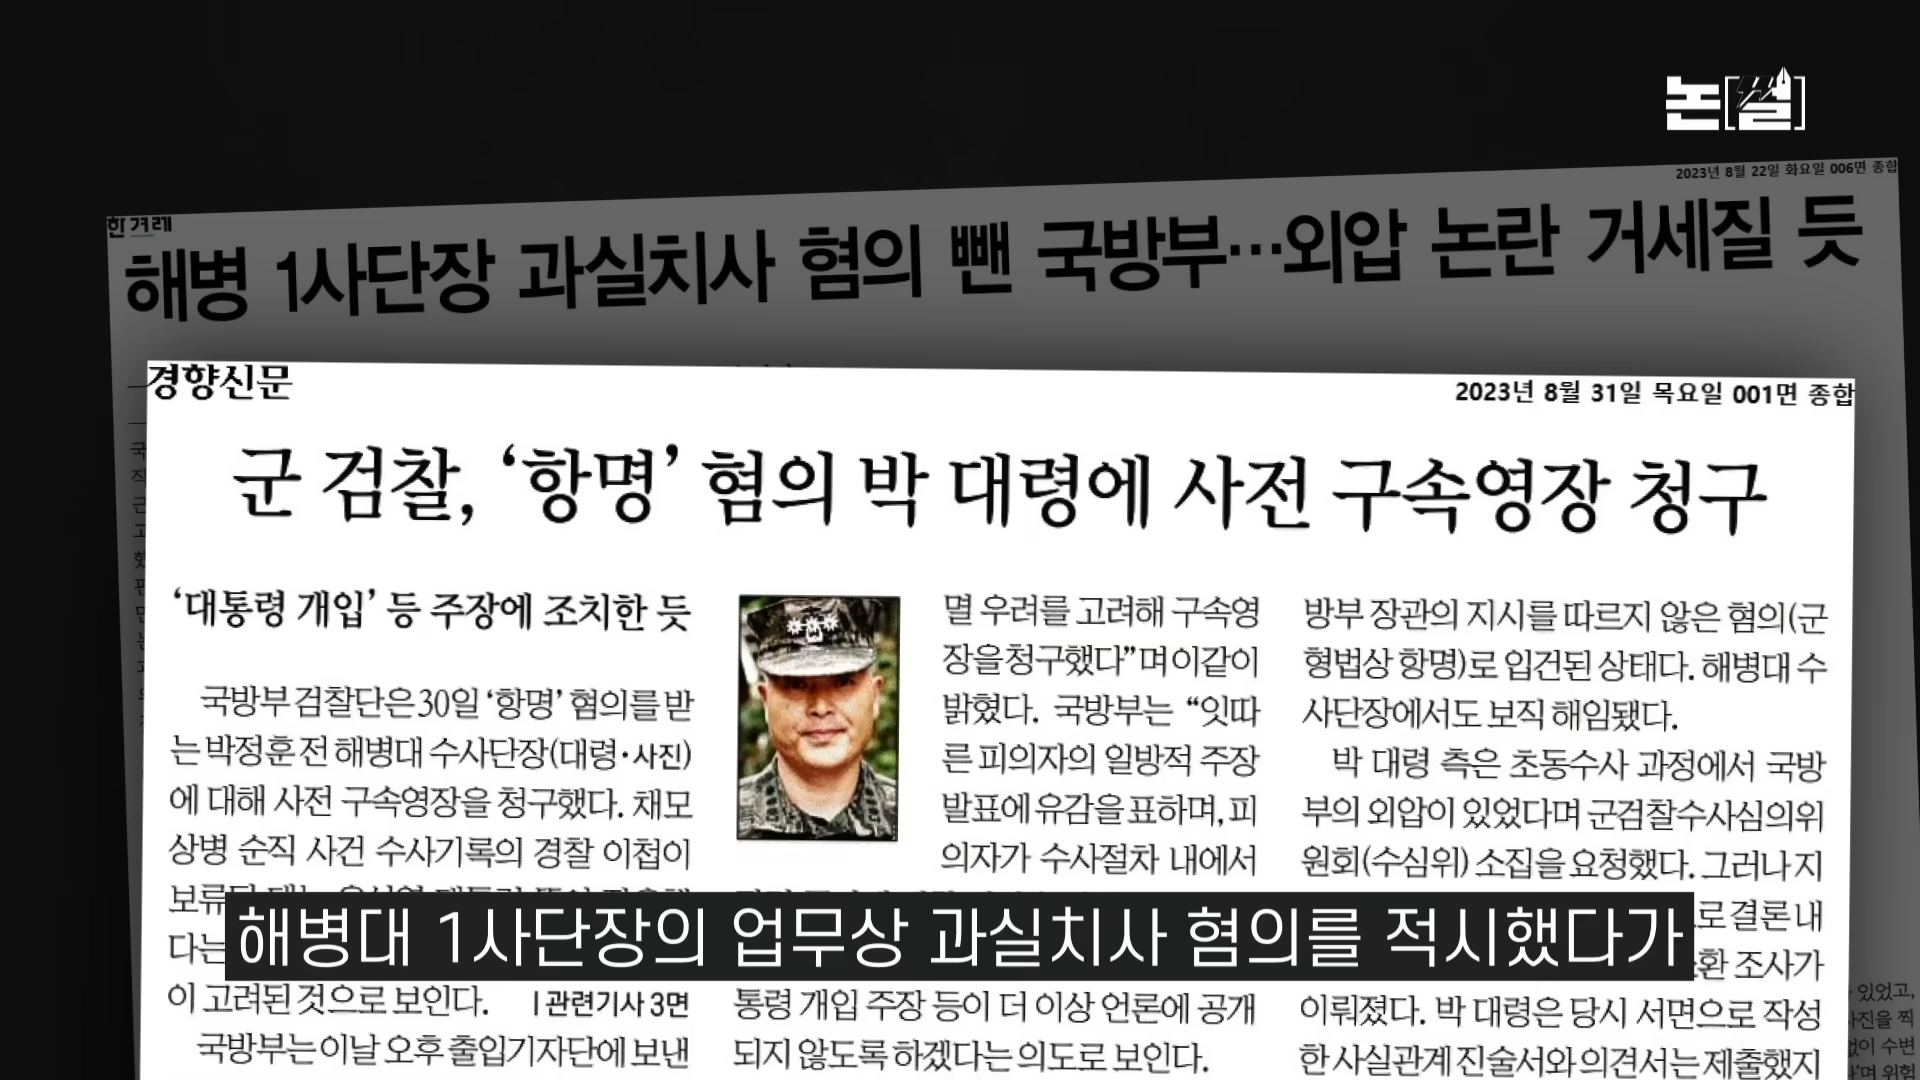 논[썰]
2023년 8월 22일 화요일 006면 종합
한겨레
해병 1사단장 과실치사 혐의 뺀 국방부…외압 논란 거세질 듯
경향신문
2023년 8월 31일 목요일 001면 종합
군 검찰, ‘항명’ 혐의 박 대령에 사전 구속영장 청구
‘대통령 개입’ 등 주장에 조치한 듯
국방부 검찰단은 30일 ‘항명’ 혐의를 받
는 박정훈 전 해병대 수사단장(대령·사진)
에 대해 사전 구속영장을 청구했다. 채모
상병 순직 사건 수사기록의 경찰 이첩이
보류
다는
이 고려된 것으로 보인다.
| 관련기사 3면
국방부는 이날 오후 출입기자단에 보낸
통령 개입 주장 등이 더 이상 언론에 공개
되지 않도록 하겠다는 의도로 보인다.
멸 우려를 고려해 구속영
장을 청구했다”며 이같이
밝혔다. 국방부는 “잇따
른 피의자의 일방적 주장
발표에 유감을 표하며, 피
의자가 수사절차 내에서
방부 장관의 지시를 따르지 않은 혐의(군
형법상 항명)로 입건된 상태다. 해병대 수
사단장에서도 보직 해임됐다.
박 대령 측은 초동수사 과정에서 국방
부의 외압이 있었다며 군검찰수사심의위
원회(수심위) 소집을 요청했다. 그러나 지
로 결론 내
환 조사가
이뤄졌다. 박 대령은 당시 서면으로 작성
한 사실관계 진술서와 의견서는 제출했지
해병대 1사단장의 업무상 과실치사 혐의를 적시했다가
있었고,
사진을 찍
없이 수변